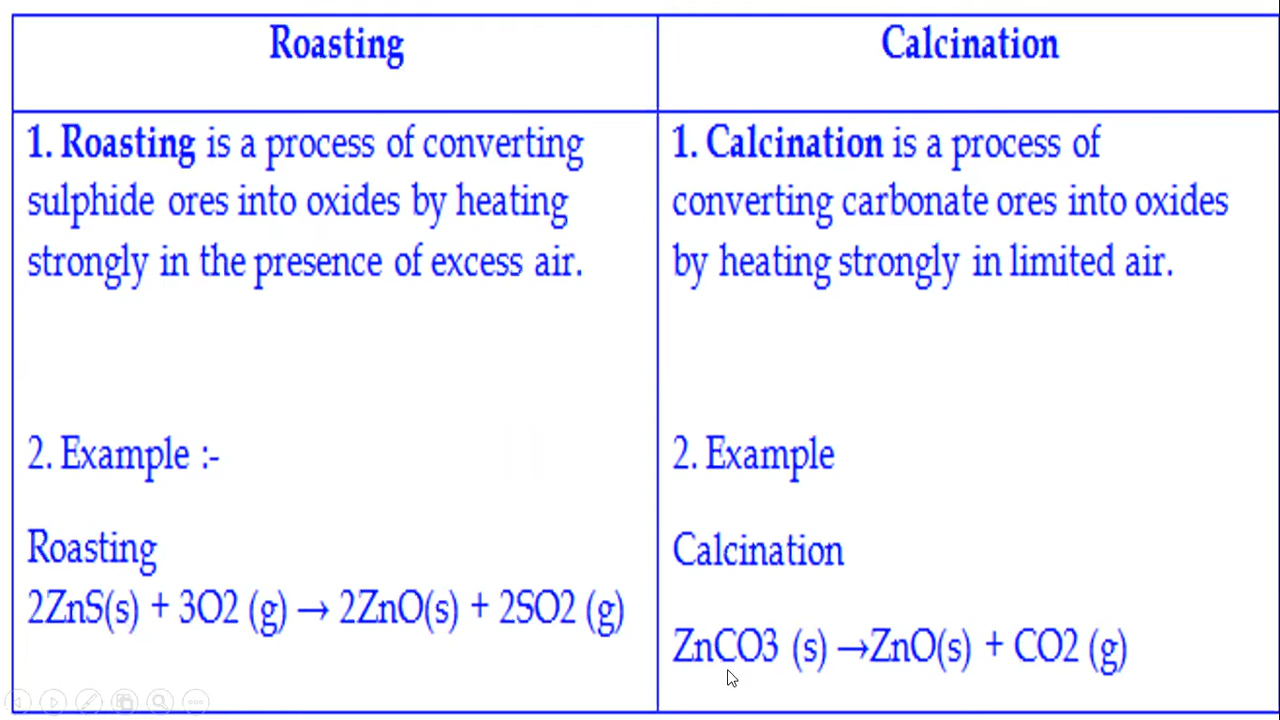 Roasting
Calcination
1. Roasting is a process of converting
sulphide ores into oxides by heating
strongly in the presence of excess air.
2. Example :-
Roasting
2ZnS(s) + 3O2 (g) → 2ZnO(s) + 2SO2 (g)
1. Calcination is a process of
converting carbonate ores into oxides
by heating strongly in limited air.
2. Example
Calcination
ZnCO3 (s) →ZnO(s) + CO2 (g)